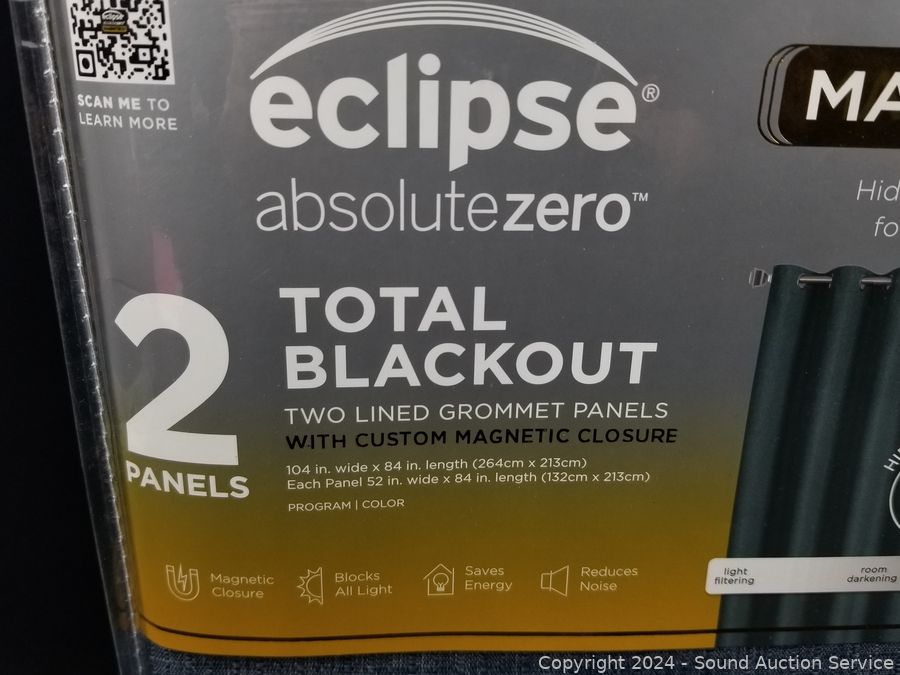 SCAN ME TO
LEARN MORE
eclipse®
absolutezero™
MA
Hid
fo
2
PANELS
TOTAL
BLACKOUT
TWO LINED GROMMET PANELS
WITH CUSTOM MAGNETIC CLOSURE
104 in. wide x 84 in. length (264cm x 213cm)
Each Panel 52 in. wide x 84 in. length (132cm x 213cm)
PROGRAM | COLOR
Magnetic
Closure
Blocks
All Light
Saves
Energy
Reduces
Noise
light
filtering
room
darkening
Copyright 2024 - Sound Auction Service